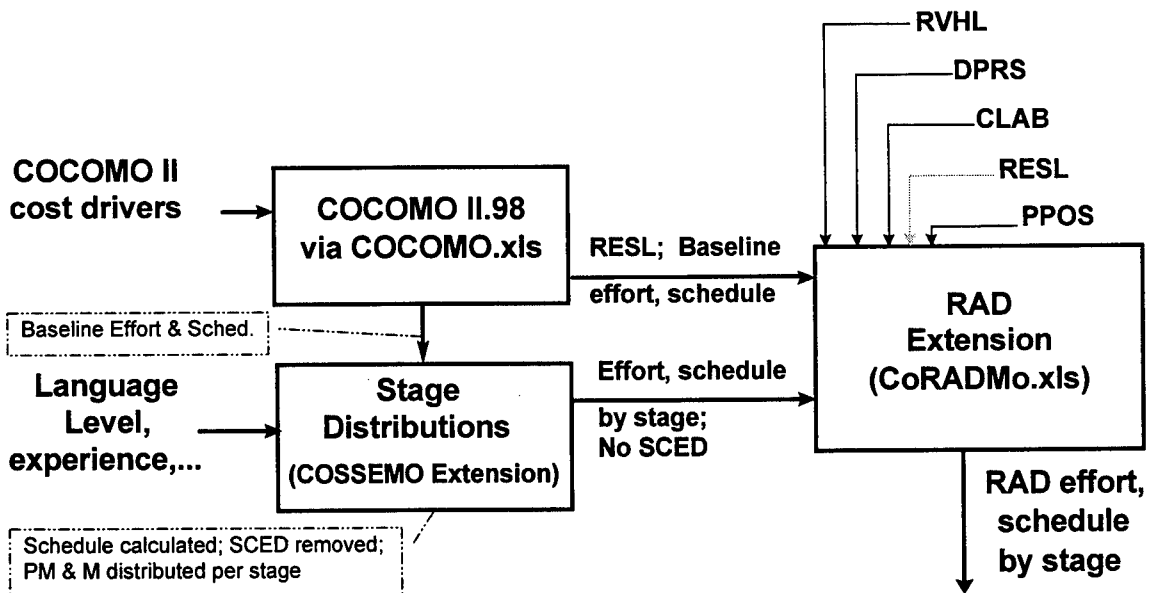 RVHL
DPRS
CLAB
RESL
PPOS
COCOMO II
cost drivers
COCOMO II.98
via COCOMO.xls
RESL; Baseline
effort, schedule
RAD
Extension
(CoRADMo.xls)
Baseline Effort & Sched.
Language
Level,
experience,...
Stage
Distributions
(COSSEMO Extension)
Effort, schedule
by stage;
No SCED
RAD effort,
schedule
by stage
Schedule calculated; SCED removed;
PM & M distributed per stage